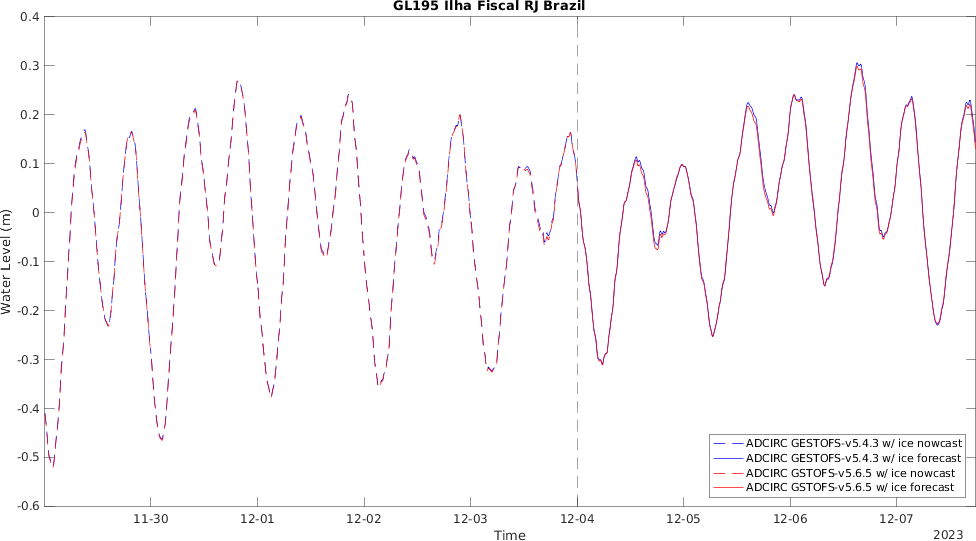 GL195 Ilha Fiscal RJ Brazil
0.4
0.3
0.2
0.1
0
-0.1
-0.2
-0.3
-0.4
-0.5
-0.6
Water Level (m)
11-30
12-01
12-02
12-03
12-04
12-05
12-06
12-07
Time
2023
ADCIRC GESTOFS-v5.4.3 w/ ice nowcast
ADCIRC GESTOFS-v5.4.3 w/ ice forecast
ADCIRC GSTOFS-v5.6.5 w/ ice nowcast
ADCIRC GSTOFS-v5.6.5 w/ ice forecast